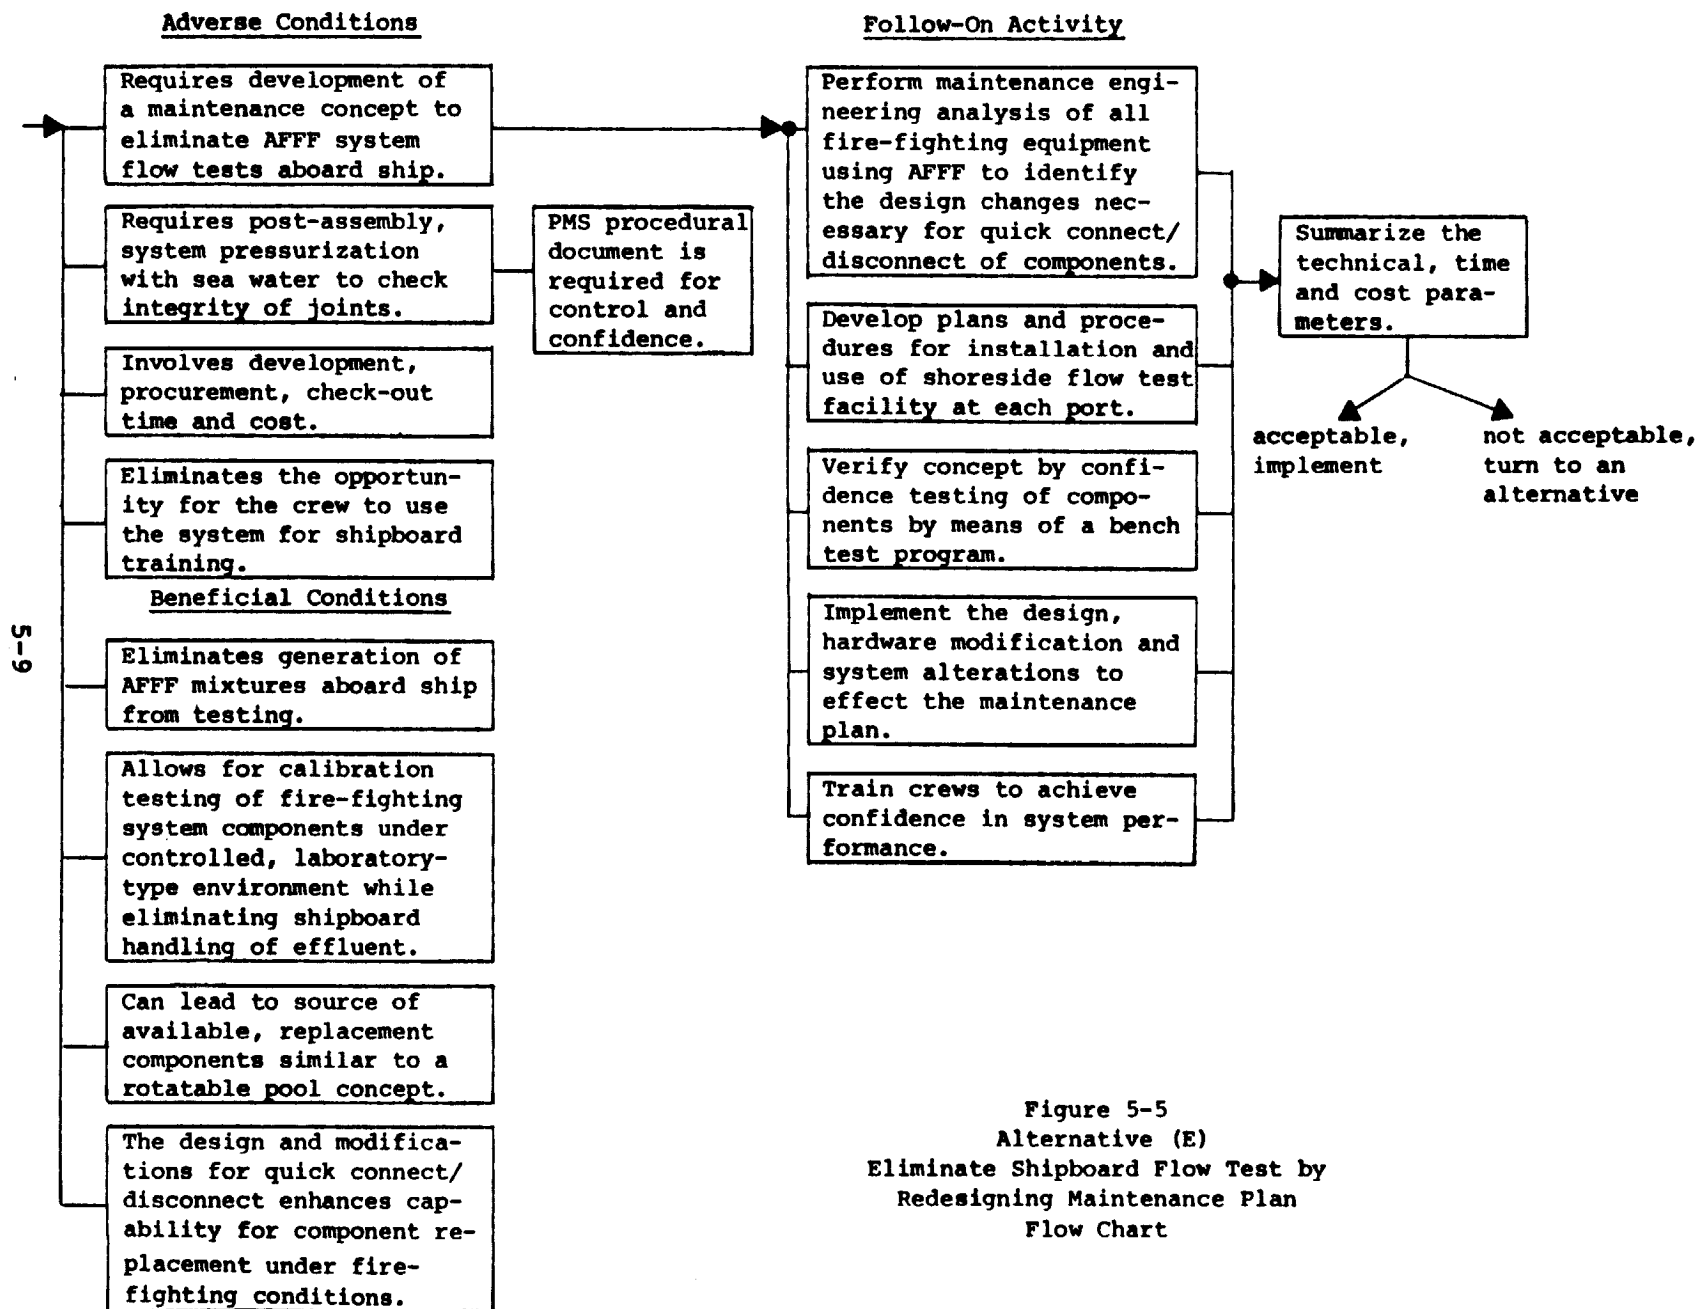 Adverse Conditions
Requires development of
a maintenance concept to
eliminate AFFF system
flow tests aboard ship.
Requires post-assembly,
system pressurization
with sea water to check
integrity of joints.
PMS procedural
document is
required for
control and
confidence.
Involves development,
procurement, check-out
time and cost.
Eliminates the opportun-
ity for the crew to use
the system for shipboard
training.
Beneficial Conditions
Eliminates generation of
AFFF mixtures aboard ship
from testing.
Allows for calibration
testing of fire-fighting
system components under
controlled, laboratory-
type environment while
eliminating shipboard
handling of effluent.
Can lead to source of
available, replacement
components similar to a
rotatable pool concept.
The design and modifica-
tions for quick connect/
disconnect enhances cap-
ability for component re-
placement under fire-
fighting conditions.
Follow-On Activity
Perform maintenance engi-
neering analysis of all
fire-fighting equipment
using AFFF to identify
the design changes nec-
essary for quick connect/
disconnect of components.
Develop plans and proce-
dures for installation and
use of shoreside flow test
facility at each port.
Verify concept by confi-
dence testing of compo-
nents by means of a bench
test program.
Implement the design,
hardware modification and
system alterations to
effect the maintenance
plan.
Train crews to achieve
confidence in system per-
formance.
Summarize the
technical, time
and cost para-
meters.
acceptable,
implement
not acceptable,
turn to an
alternative
Figure 5-5
Alternative (E)
Eliminate Shipboard Flow Test by
Redesigning Maintenance Plan
Flow Chart
5-9